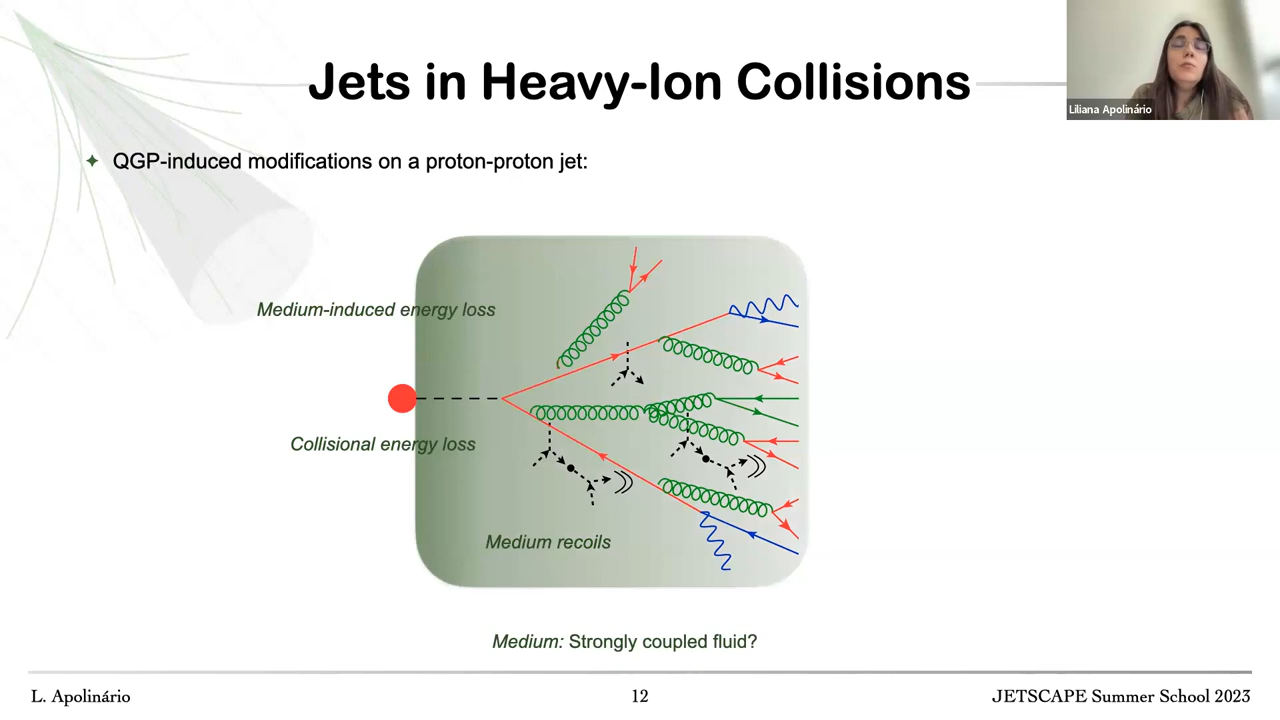 Jets in Heavy-Ion Collisions
Liliana Apolinário
✦ QGP-induced modifications on a proton-proton jet:
Medium-induced energy loss
Collisional energy loss
Medium recoils
Medium: Strongly coupled fluid?
L. Apolinário
12
JETSCAPE Summer School 2023